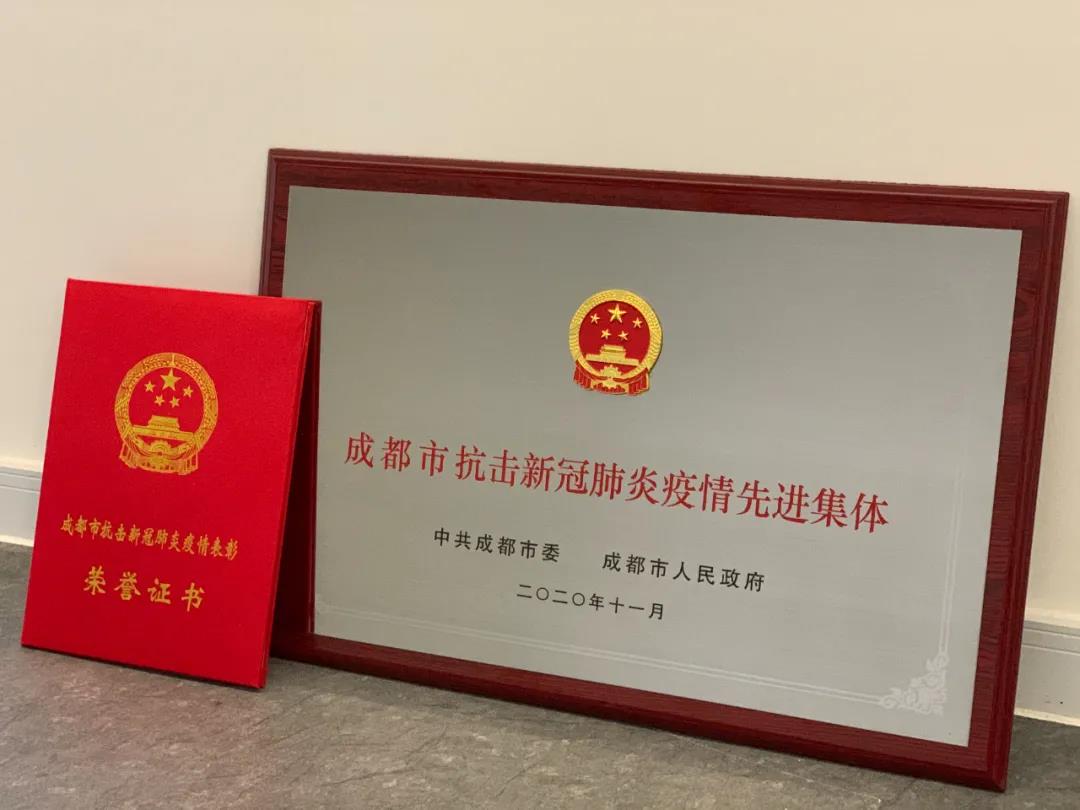 成都市抗击新冠肺炎疫情表彰
荣誉证书
成都市抗击新冠肺炎疫情先进集体
中共成都市委 成都市人民政府
二〇二〇年十一月